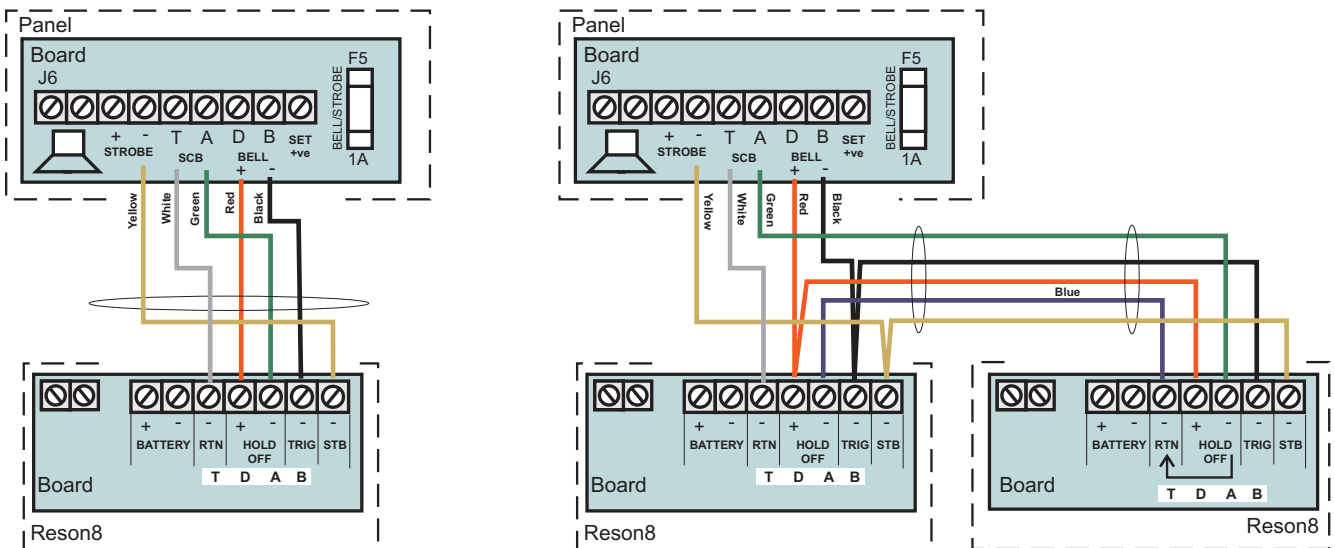 Panel
Board
J6
F5
BELL/STROBE
1A
+ - T A D B SET
+ve
STROBE SCB BELL
+ -
Yellow
White
Green
Red
Black
+ - - + - - -
BATTERY RTN HOLD OFF TRIG STB
T D A B
Board
Reson8
Panel
Board
J6
F5
BELL/STROBE
1A
+ - T A D B SET
+ve
STROBE SCB BELL
+ -
Yellow
White
Green
Red
Black
Blue
+ - - + - - -
BATTERY RTN HOLD OFF TRIG STB
T D A B
Board
Reson8
+ - - + - - -
BATTERY RTN HOLD OFF TRIG STB
T D A B
Board
Reson8